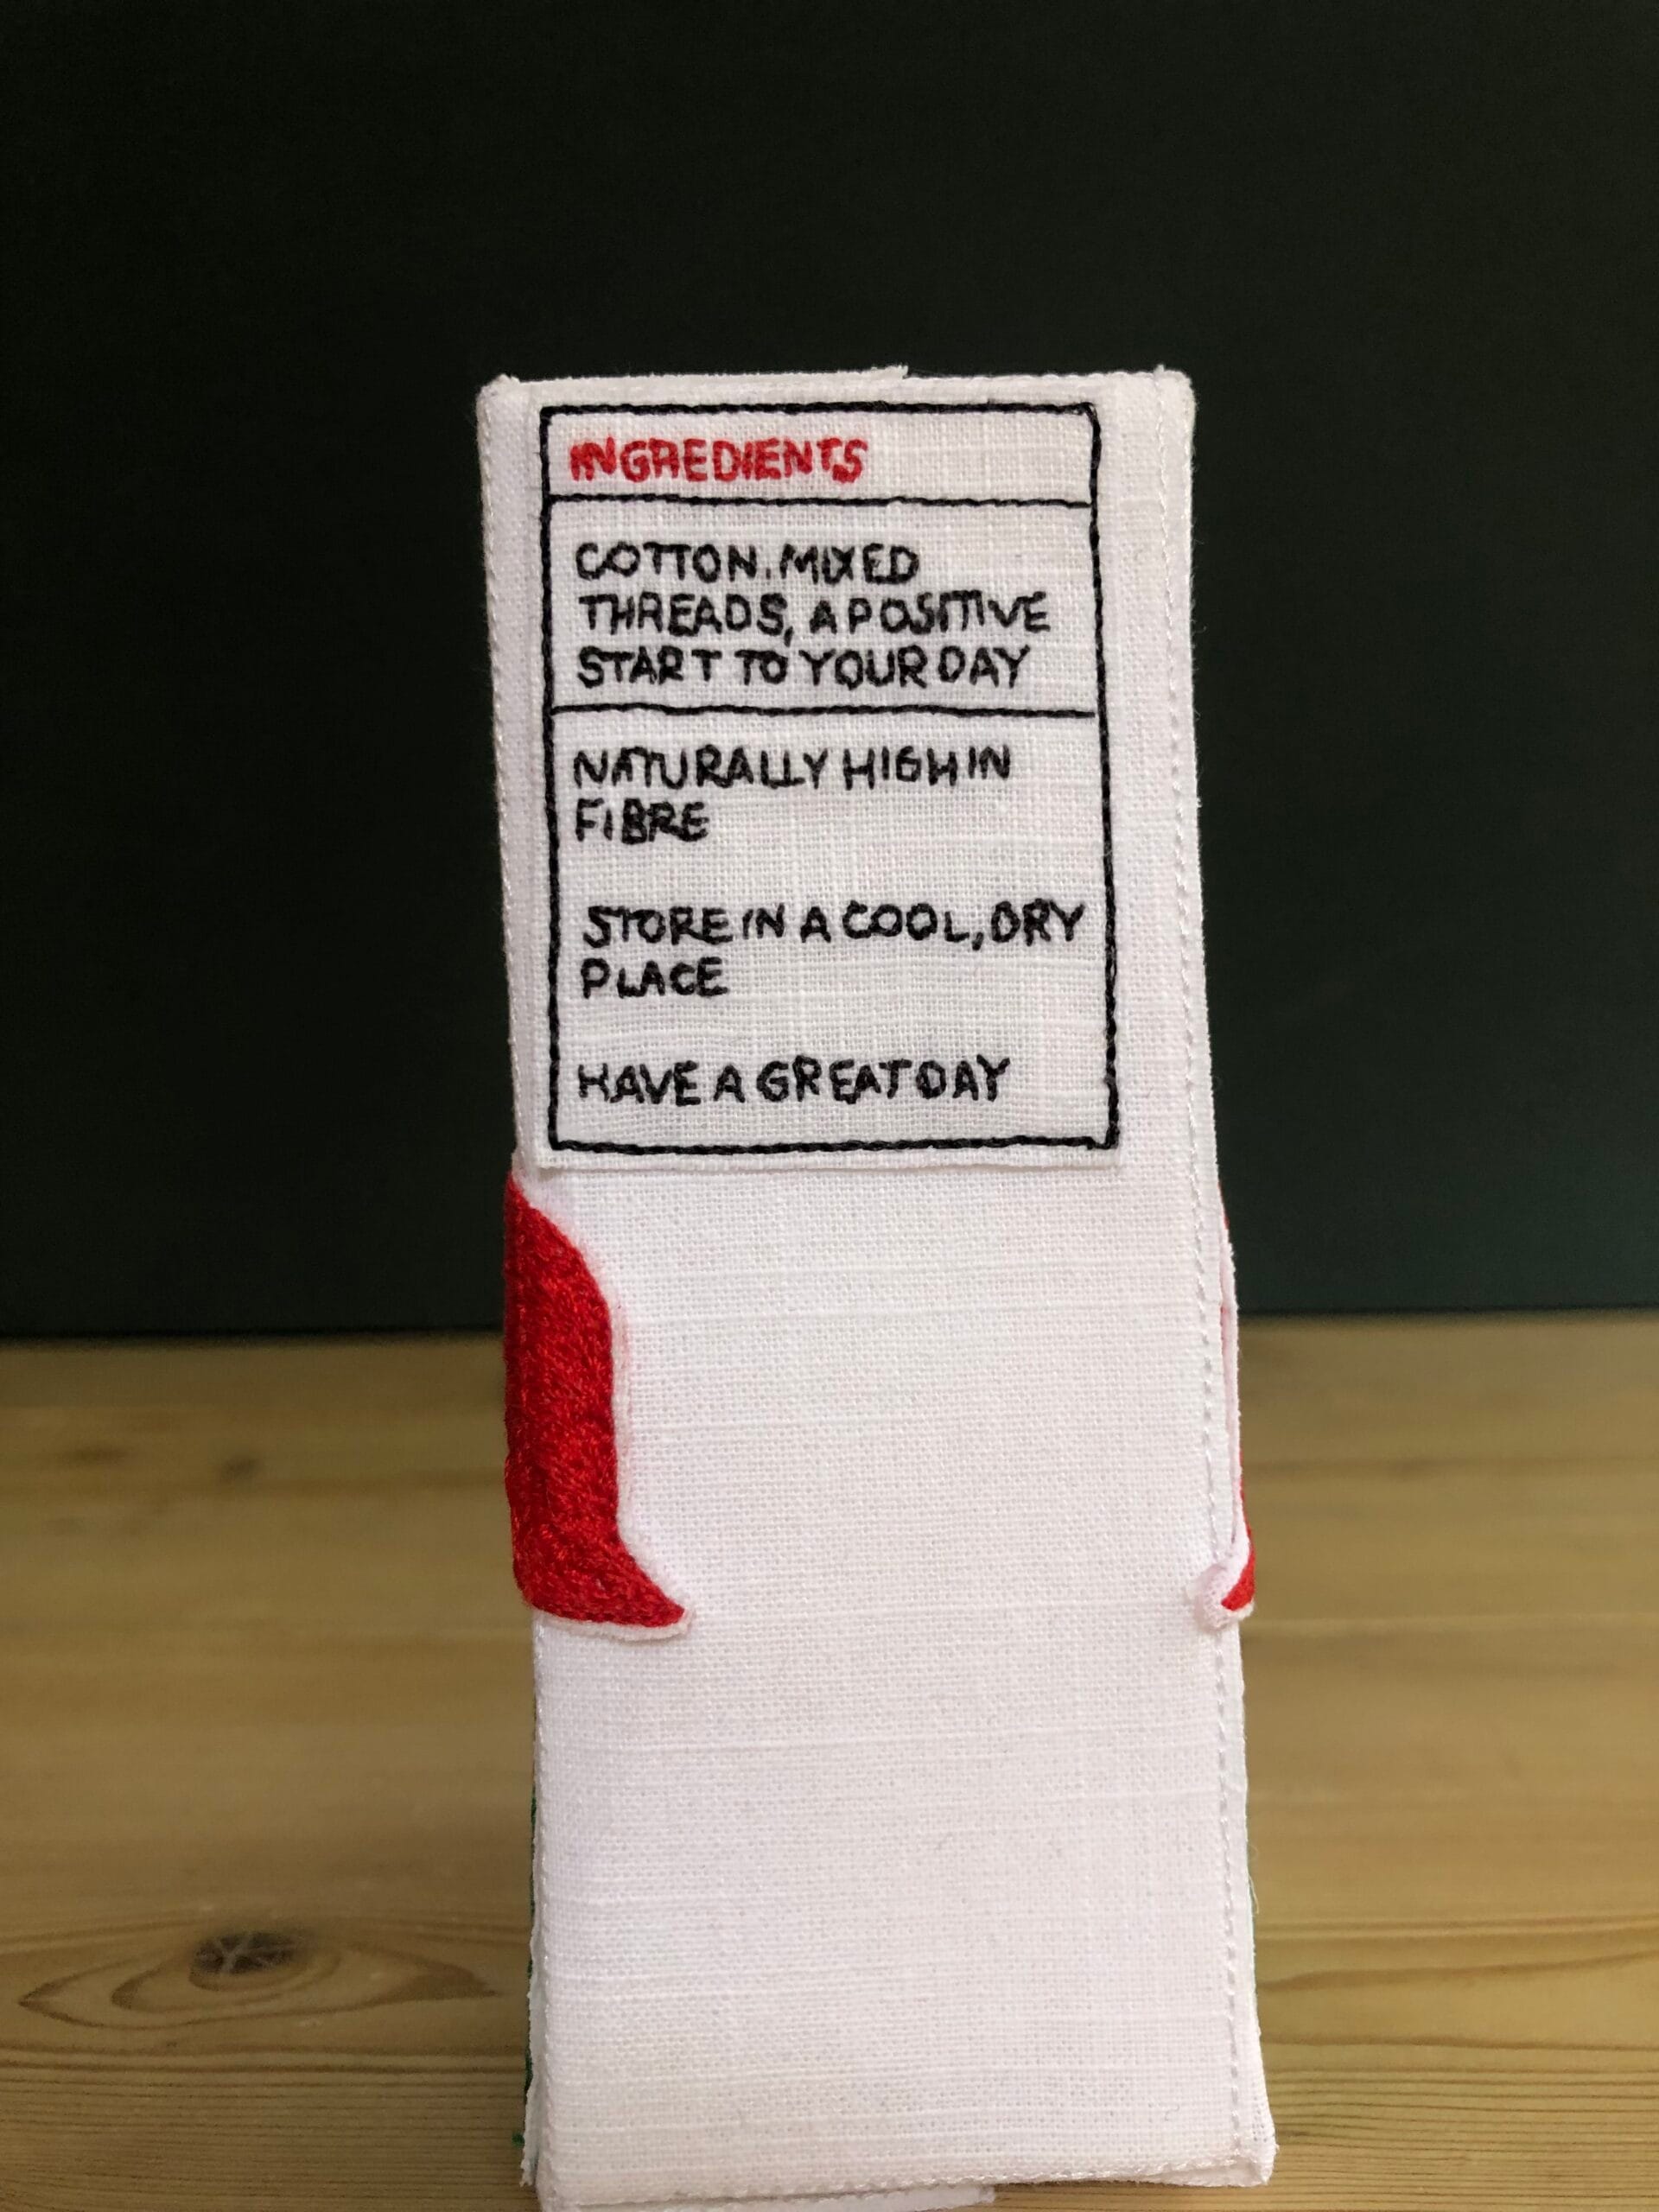 INGREDIENTS
COTTON. MIXED
THREADS, A POSITIVE
START TO YOUR DAY
NATURALLY HIGH IN
FIBRE
STORE IN A COOL, DRY
PLACE
HAVE A GREAT DAY